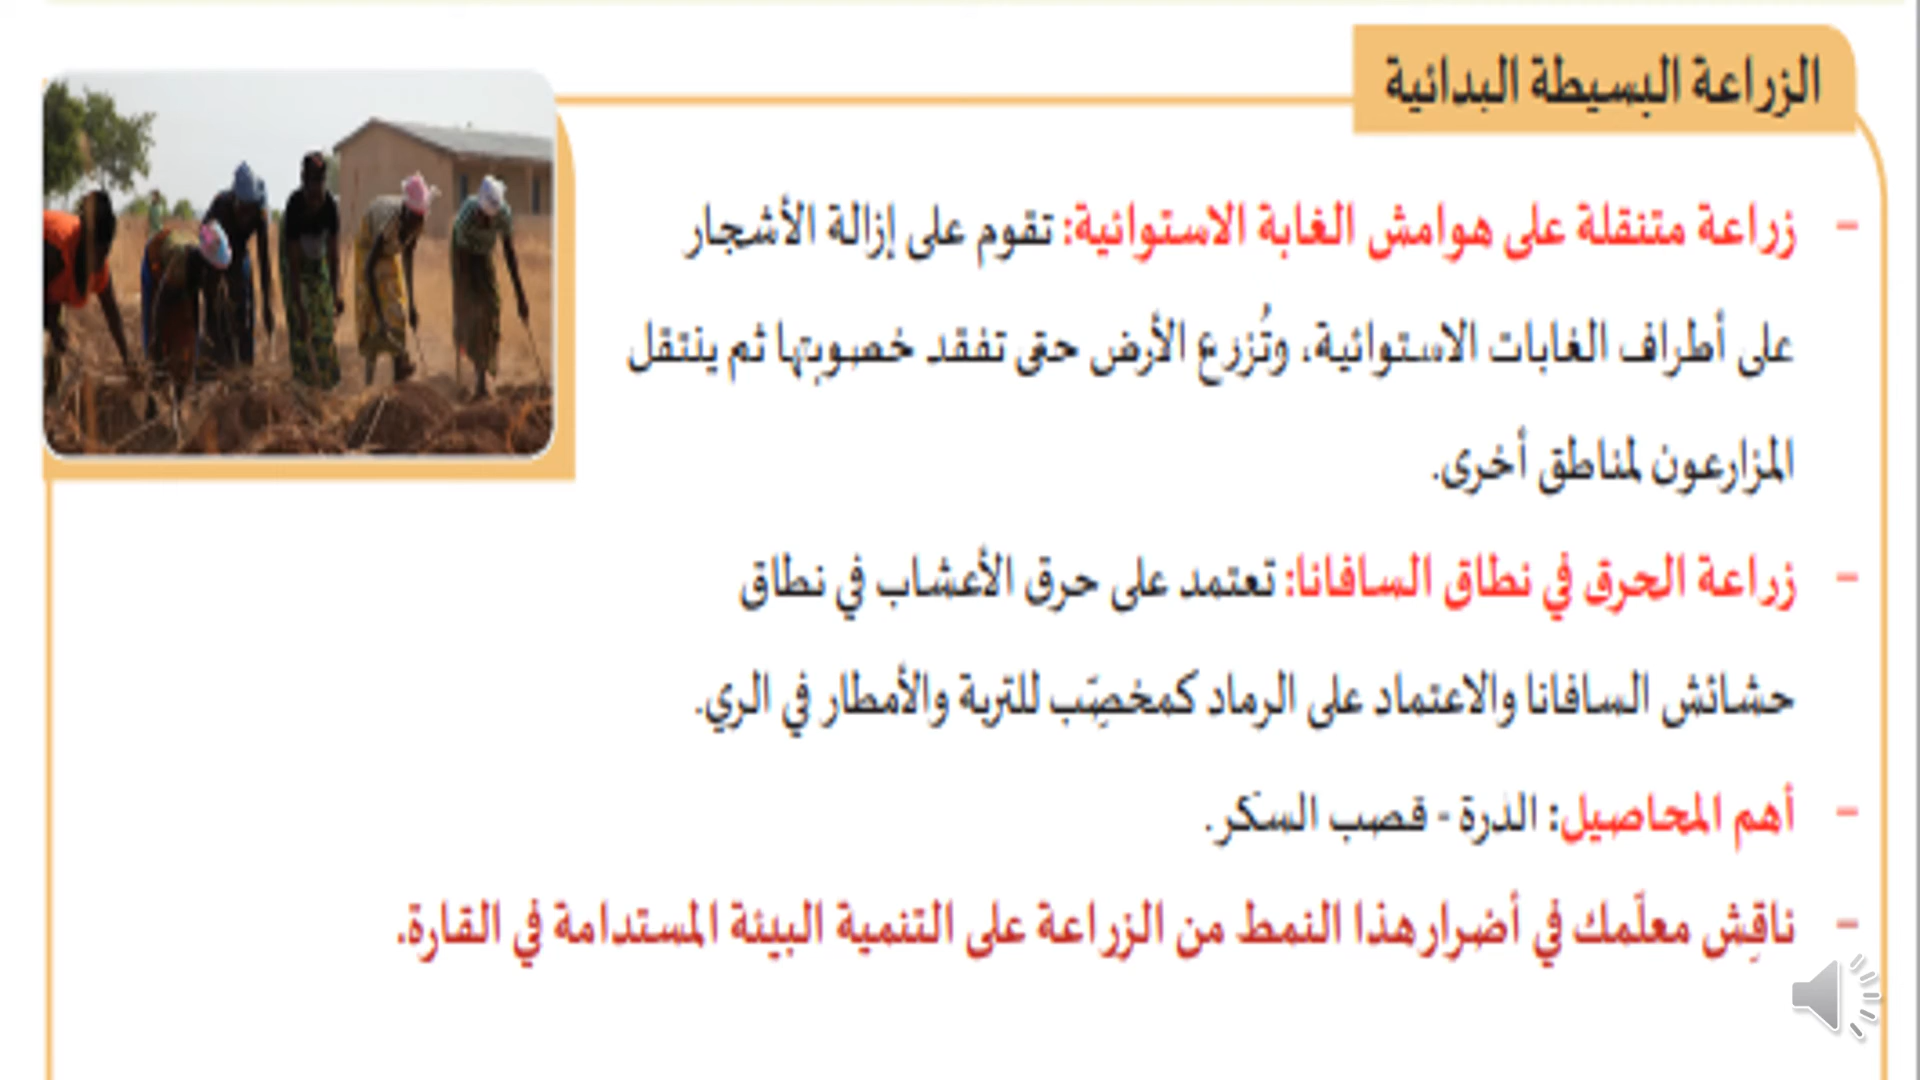 الزراعة البسيطة البدائية
- زراعة متنقلة على هوامش الغابة الاستوائية: تقوم على إزالة الأشجار
على أطراف الغابات الاستوائية، وتُزرع الأرض حتى تفقد خصوبتها ثم ينتقل
المزارعون لمناطق أخرى.
- زراعة الحرق في نطاق السافانا: تعتمد على حرق الأعشاب في نطاق
حشائش السافانا والاعتماد على الرماد كمخصِّب للتربة والأمطار في الري.
- أهم المحاصيل: الذرة - قصب السكر.
- ناقِش معلّمك في أضرار هذا النمط من الزراعة على التنمية البيئة المستدامة في القارة.